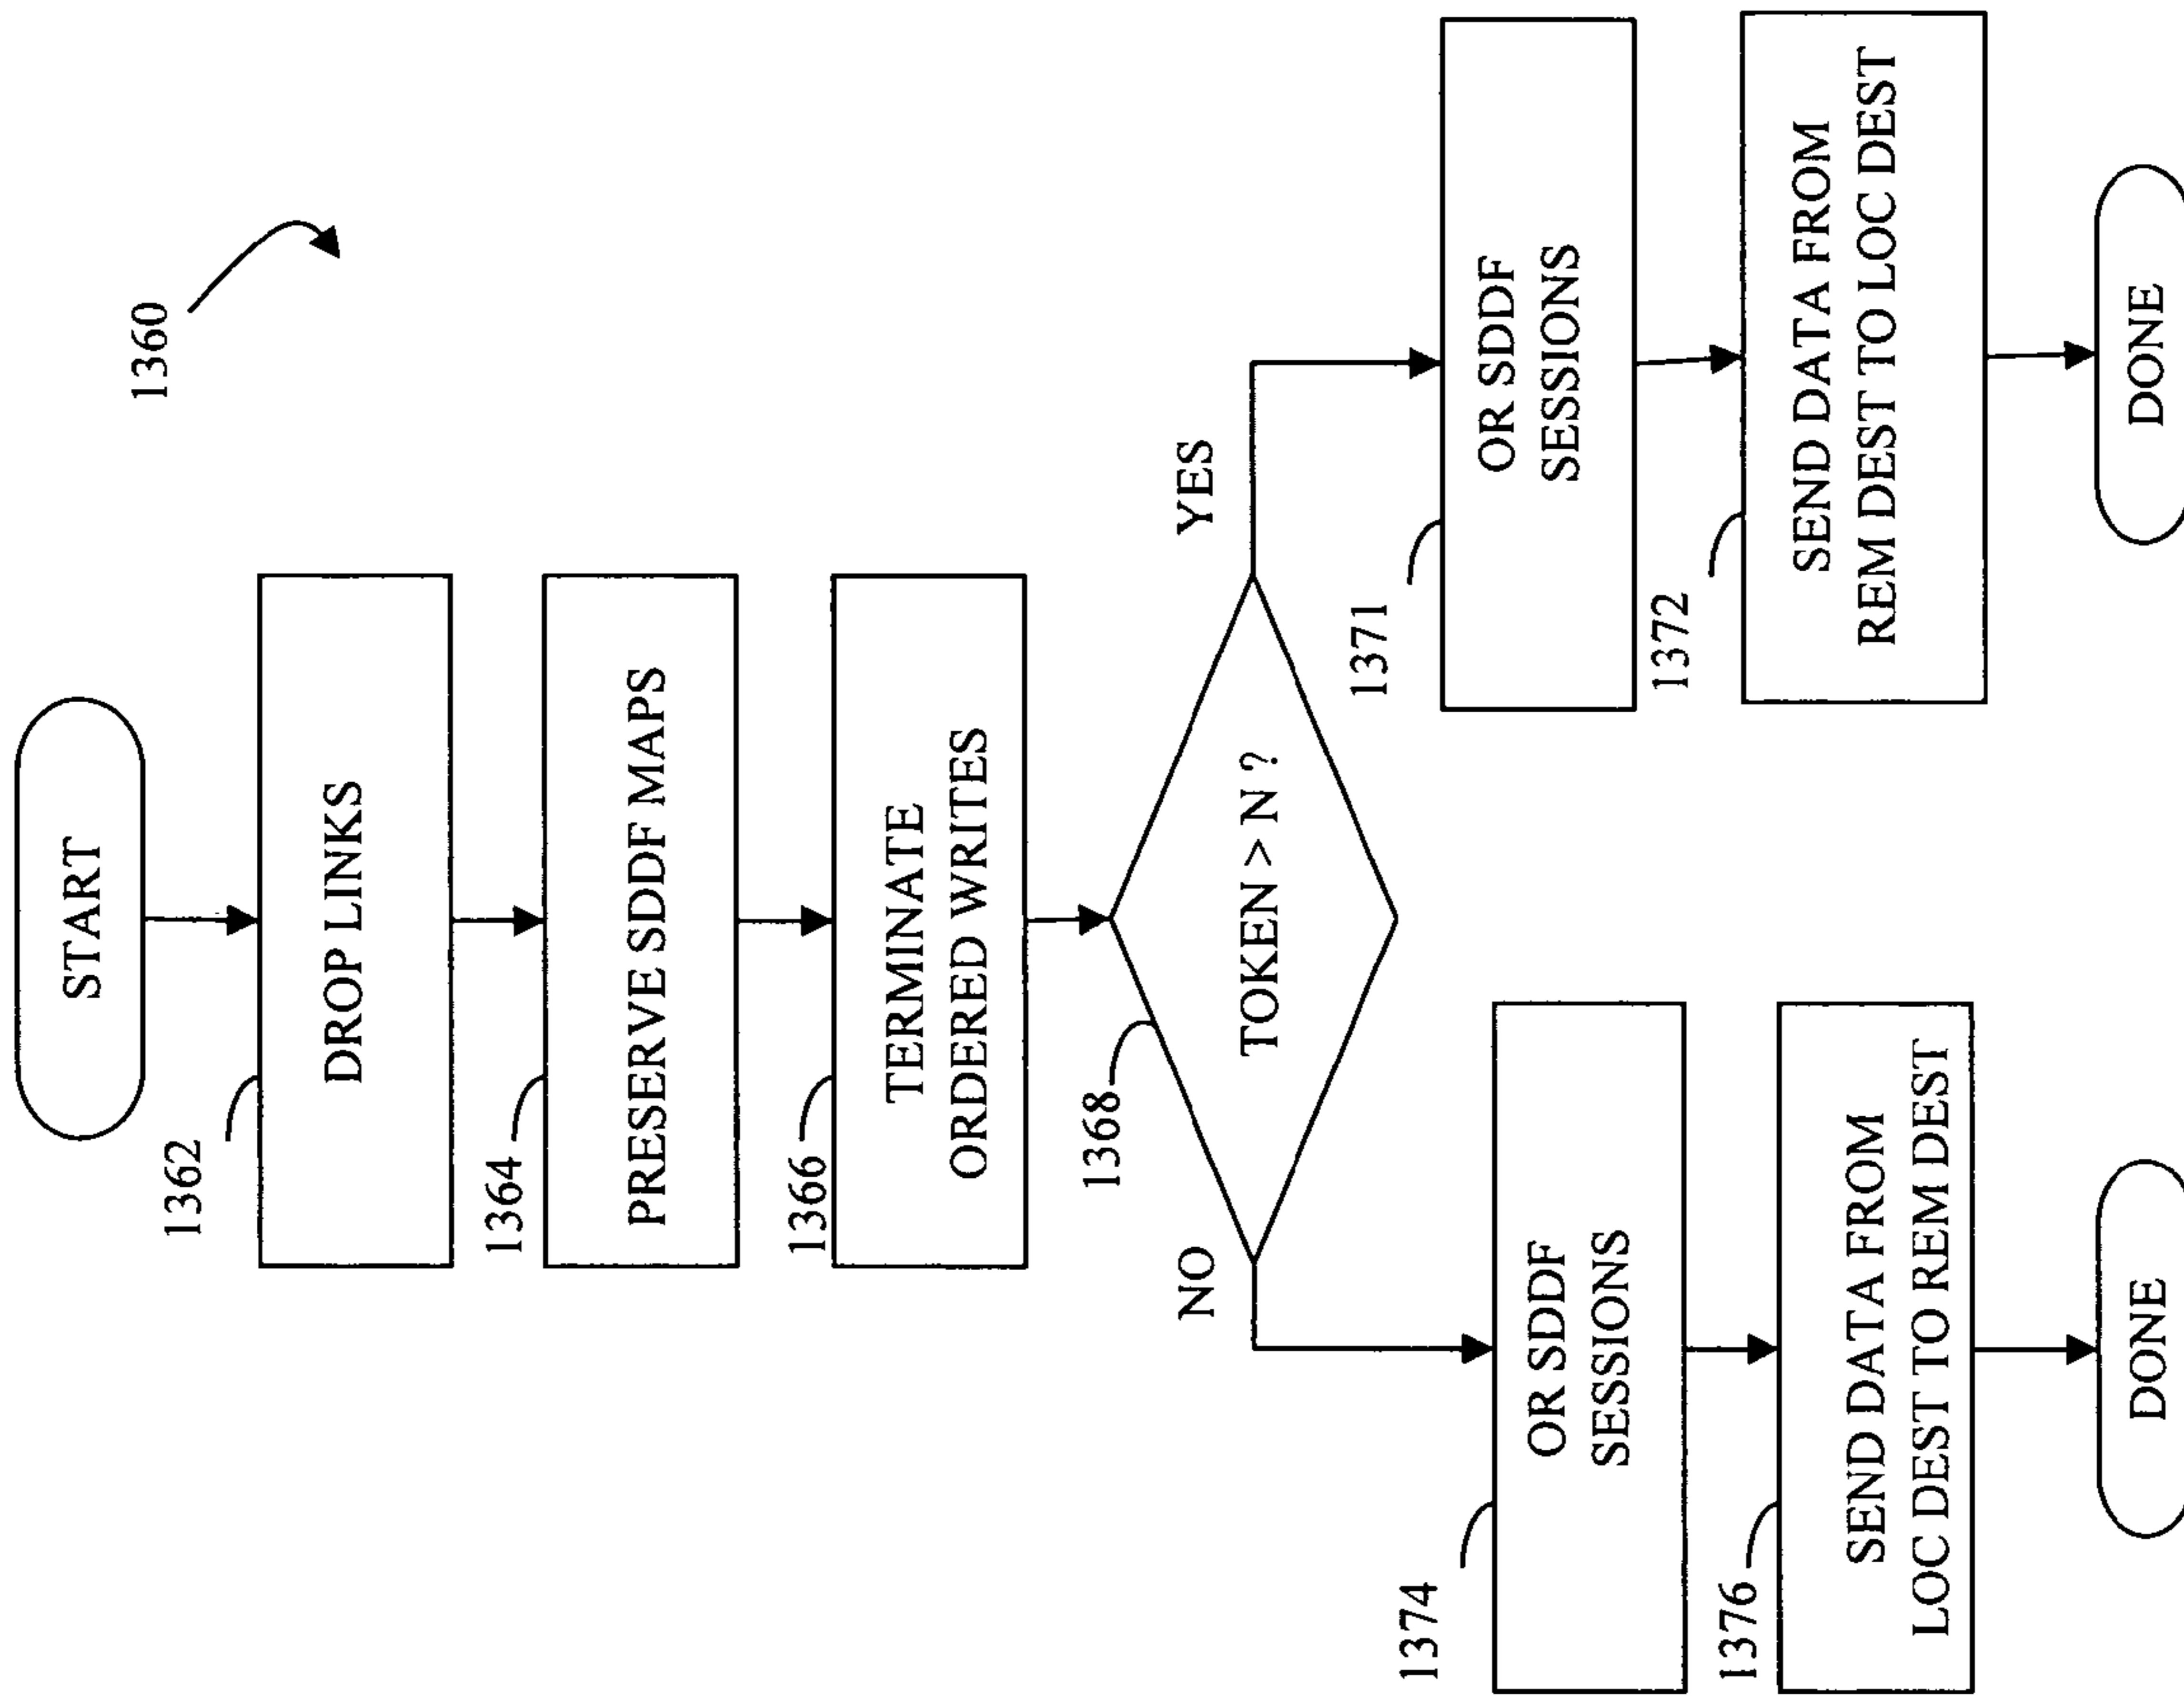 1360
START
1362
DROP LINKS
1364
PRESERVE SDDF MAPS
1366
TERMINATE
ORDERED WRITES
1368
TOKEN > N ?
NO
YES
1374
OR SDDF
SESSIONS
1376
SEND DATA FROM
LOC DEST TO REM DEST
DONE
1371
OR SDDF
SESSIONS
1372
SEND DATA FROM
REM DEST TO LOC DEST
DONE